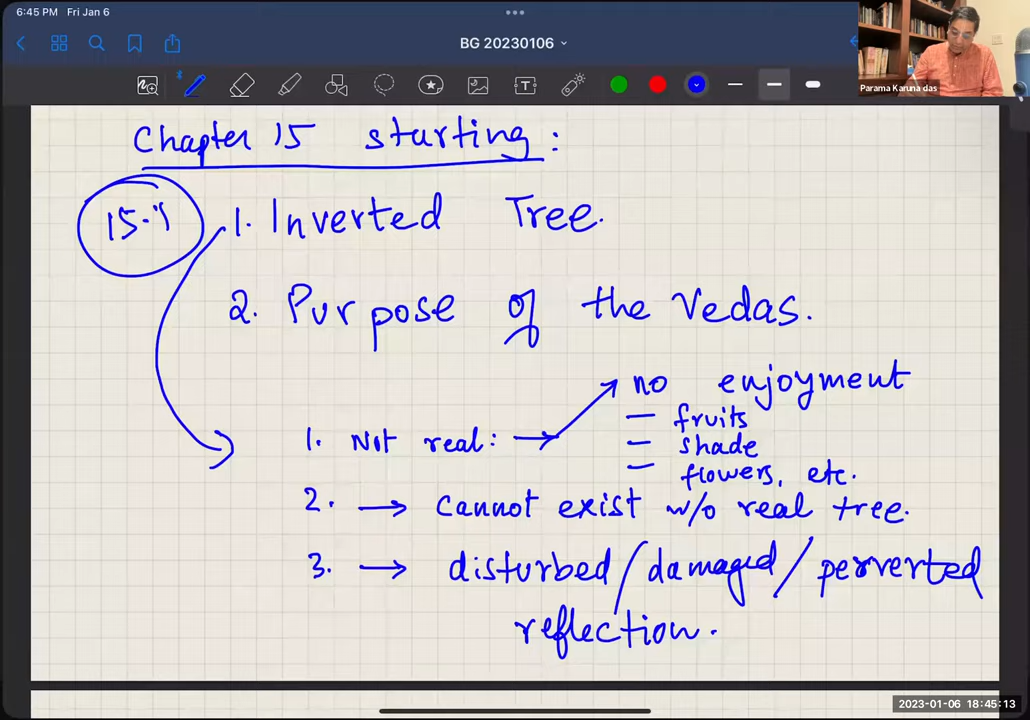 6:45 PM Fri Jan 6
BG 20230106
Parama Karuna das
Chapter 15 starting:
15.1 1. Inverted Tree.
2. Purpose of the Vedas.
no enjoyment
— fruits
1. Not real: → — shade
— flowers, etc.
2. → cannot exist w/o real tree.
3. → disturbed/damaged/perverted
reflection.
2023-01-06 18:45:13